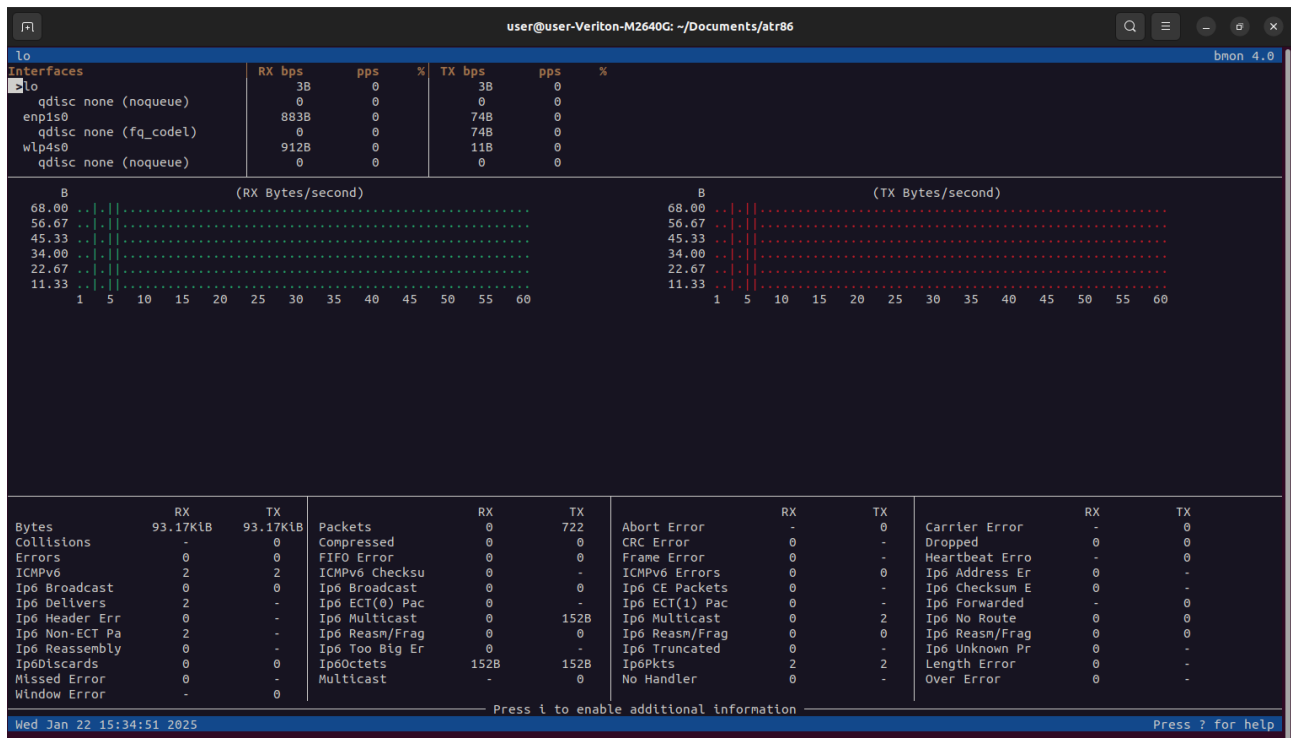 user@user-Veriton-M2640G: ~/Documents/atr86
lo bmon 4.0
Interfaces RX bps pps % TX bps pps %
>lo 3B 0 3B 0
qdisc none (noqueue) 0 0 0 0
enp1s0 883B 0 74B 0
qdisc none (fq_codel) 0 0 74B 0
wlp4s0 912B 0 11B 0
qdisc none (noqueue) 0 0 0 0
B (RX Bytes/second) B (TX Bytes/second)
68.00 ..|.||...................................................... 68.00 ..|.||......................................................
56.67 ..|.||...................................................... 56.67 ..|.||......................................................
45.33 ..|.||...................................................... 45.33 ..|.||......................................................
34.00 ..|.||...................................................... 34.00 ..|.||......................................................
22.67 ..|.||...................................................... 22.67 ..|.||......................................................
11.33 ..|.||...................................................... 11.33 ..|.||......................................................
1 5 10 15 20 25 30 35 40 45 50 55 60 1 5 10 15 20 25 30 35 40 45 50 55 60
RX TX RX TX RX TX RX TX
Bytes 93.17KiB 93.17KiB Packets 0 722 Abort Error - 0 Carrier Error - 0
Collisions - 0 Compressed 0 0 CRC Error 0 - Dropped 0 0
Errors 0 0 FIFO Error 0 0 Frame Error 0 - Heartbeat Erro - 0
ICMPv6 2 2 ICMPv6 Checksu 0 - ICMPv6 Errors 0 0 Ip6 Address Er 0 -
Ip6 Broadcast 0 0 Ip6 Broadcast 0 0 Ip6 CE Packets 0 - Ip6 Checksum E 0 -
Ip6 Delivers 2 - Ip6 ECT(0) Pac 0 - Ip6 ECT(1) Pac 0 - Ip6 Forwarded - 0
Ip6 Header Err 0 - Ip6 Multicast 0 152B Ip6 Multicast 0 2 Ip6 No Route 0 0
Ip6 Non-ECT Pa 2 - Ip6 Reasm/Frag 0 0 Ip6 Reasm/Frag 0 0 Ip6 Reasm/Frag 0 0
Ip6 Reassembly 0 - Ip6 Too Big Er 0 - Ip6 Truncated 0 - Ip6 Unknown Pr 0 -
Ip6Discards 0 0 Ip6Octets 152B 152B Ip6Pkts 2 2 Length Error 0 -
Missed Error 0 - Multicast - 0 No Handler 0 - Over Error 0 -
Window Error - 0
Press i to enable additional information
Wed Jan 22 15:34:51 2025 Press ? for help